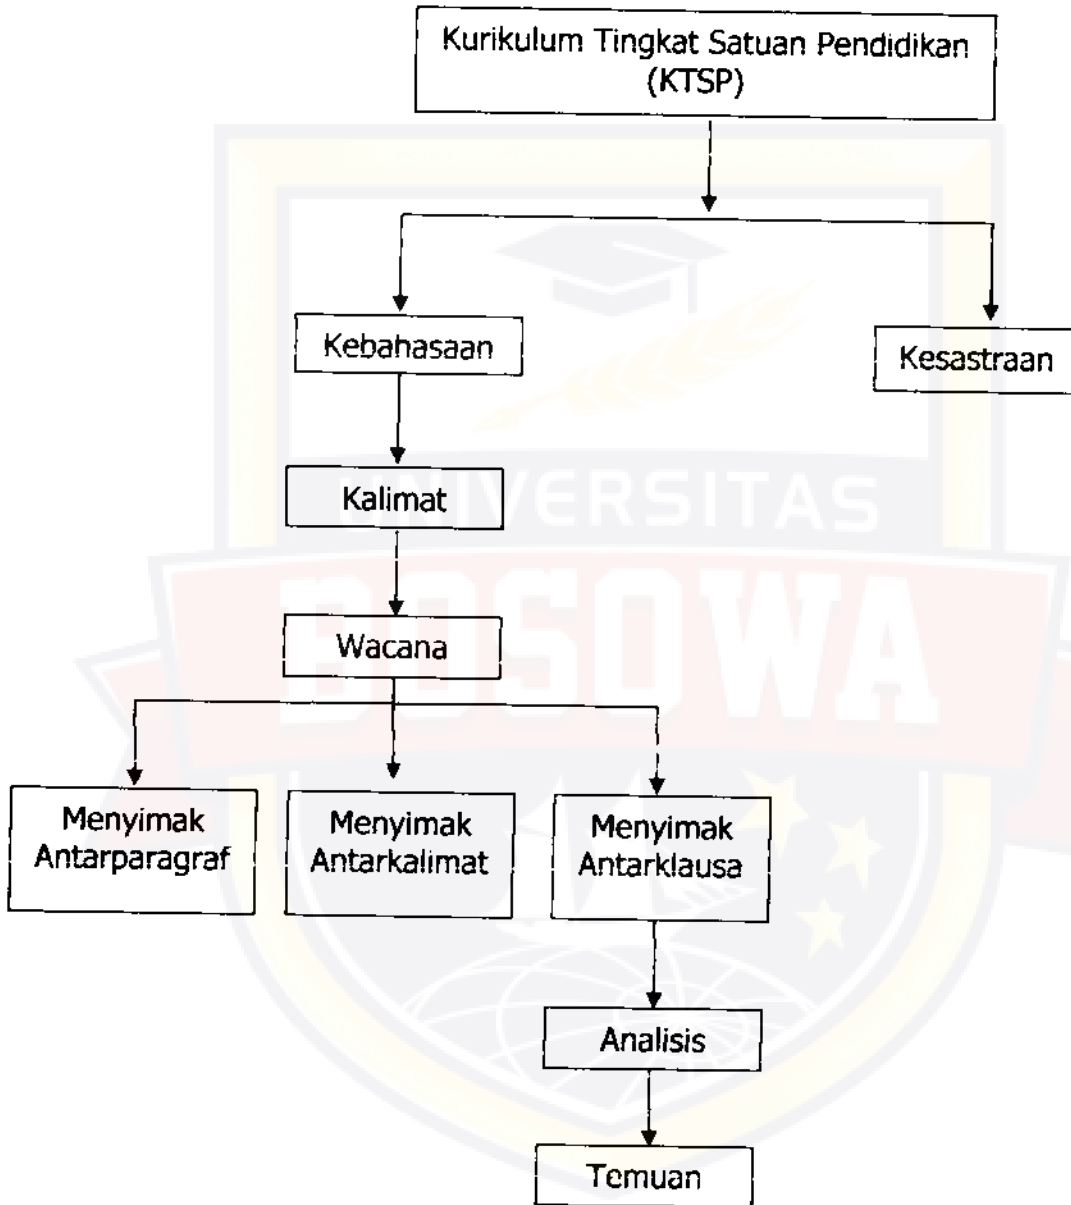 Kurikulum Tingkat Satuan Pendidikan
(KTSP)
Kebahasaan
Kesastraan
Kalimat
UNIVERSITAS
BOSOWA
Wacana
Menyimak
Antarparagraf
Menyimak
Antarkalimat
Menyimak
Antarklausa
Analisis
Temuan